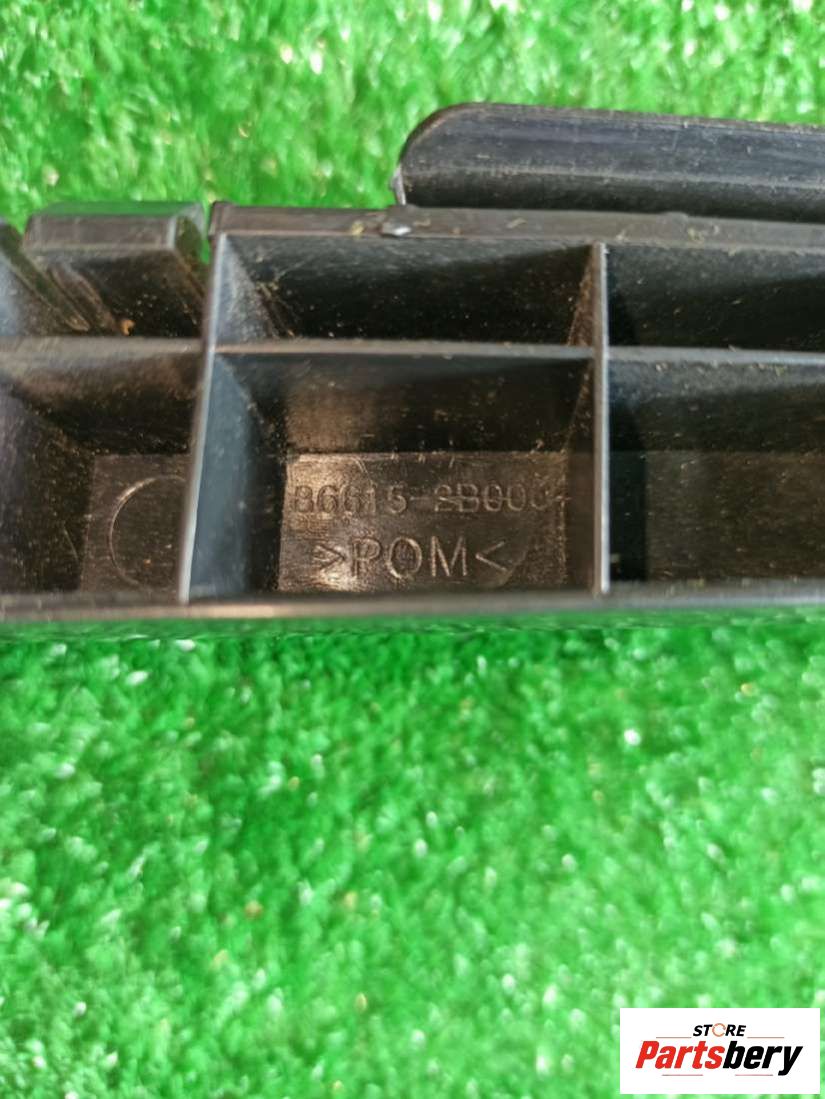 86615-2B000
>POM<
STORE
Partsbery